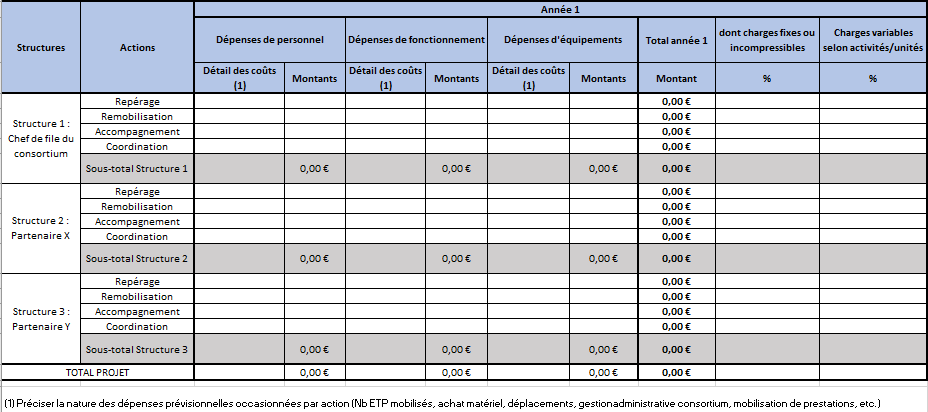 Année 1
Structures Actions Dépenses de personnel Dépenses de fonctionnement Dépenses d'équipements Total année 1 dont charges fixes ou incompressibles Charges variables selon activités/unités
Détail des coûts (1) Montants Détail des coûts (1) Montants Détail des coûts (1) Montants Montant % %
Structure 1 : Chef de file du consortium
Repérage 0,00 €
Remobilisation 0,00 €
Accompagnement 0,00 €
Coordination 0,00 €
Sous-total Structure 1 0,00 € 0,00 € 0,00 € 0,00 €
Structure 2 : Partenaire X
Repérage 0,00 €
Remobilisation 0,00 €
Accompagnement 0,00 €
Coordination 0,00 €
Sous-total Structure 2 0,00 € 0,00 € 0,00 € 0,00 €
Structure 3 : Partenaire Y
Repérage 0,00 €
Remobilisation 0,00 €
Accompagnement 0,00 €
Coordination 0,00 €
Sous-total Structure 3 0,00 € 0,00 € 0,00 € 0,00 €
TOTAL PROJET 0,00 € 0,00 € 0,00 € 0,00 €
(1) Préciser la nature des dépenses prévisionnelles occasionnées par action (Nb ETP mobilisés, achat matériel, déplacements, gestionadministrative consortium, mobilisation de prestations, etc.)